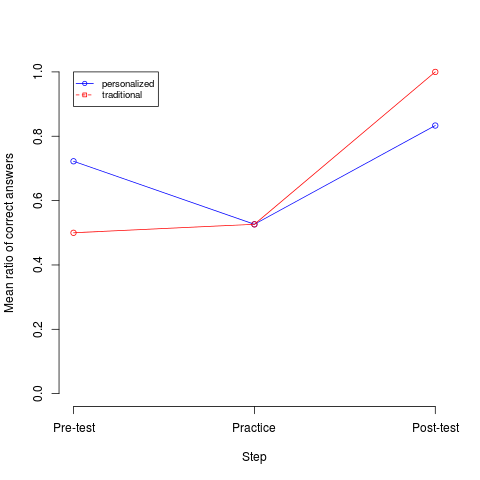 personalized
traditional
Mean ratio of correct answers
1.0
0.8
0.6
0.4
0.2
0.0
Pre-test Practice Post-test
Step